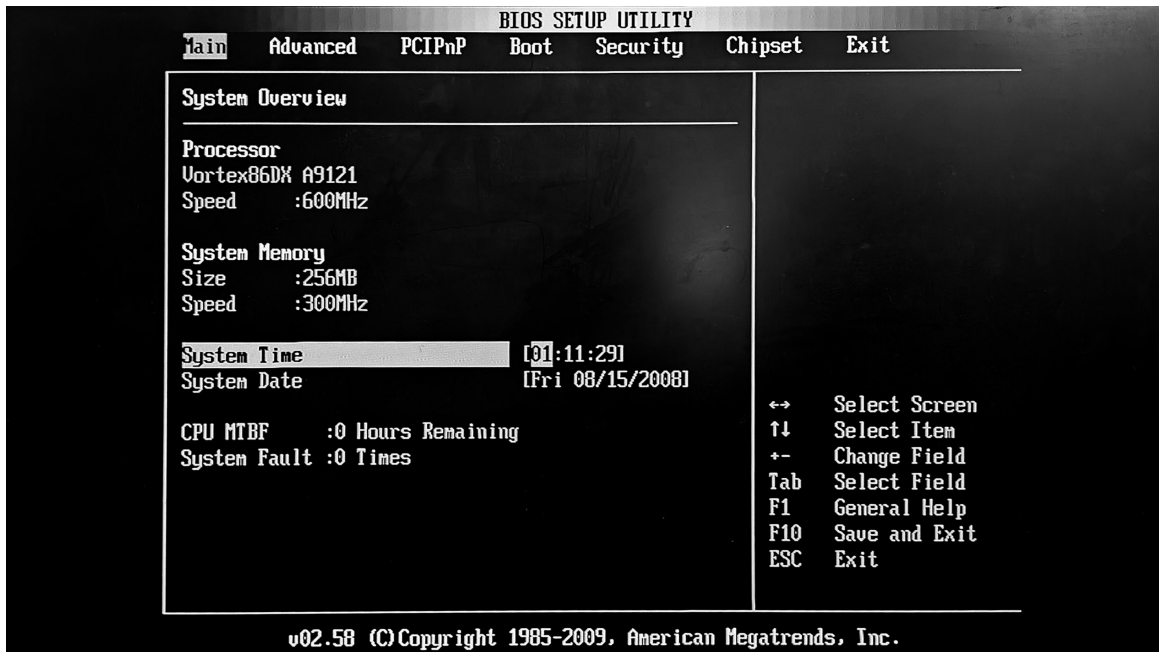 BIOS SETUP UTILITY
Main Advanced PCIPnP Boot Security Chipset Exit
System Overview
Processor
Vortex86DX A9121
Speed :600MHz
System Memory
Size :256MB
Speed :300MHz
System Time [01:11:29]
System Date [Fri 08/15/2008]
CPU MTBF :0 Hours Remaining
System Fault :0 Times
←→ Select Screen
↑↓ Select Item
+- Change Field
Tab Select Field
F1 General Help
F10 Save and Exit
ESC Exit
v02.58 (C)Copyright 1985-2009, American Megatrends, Inc.